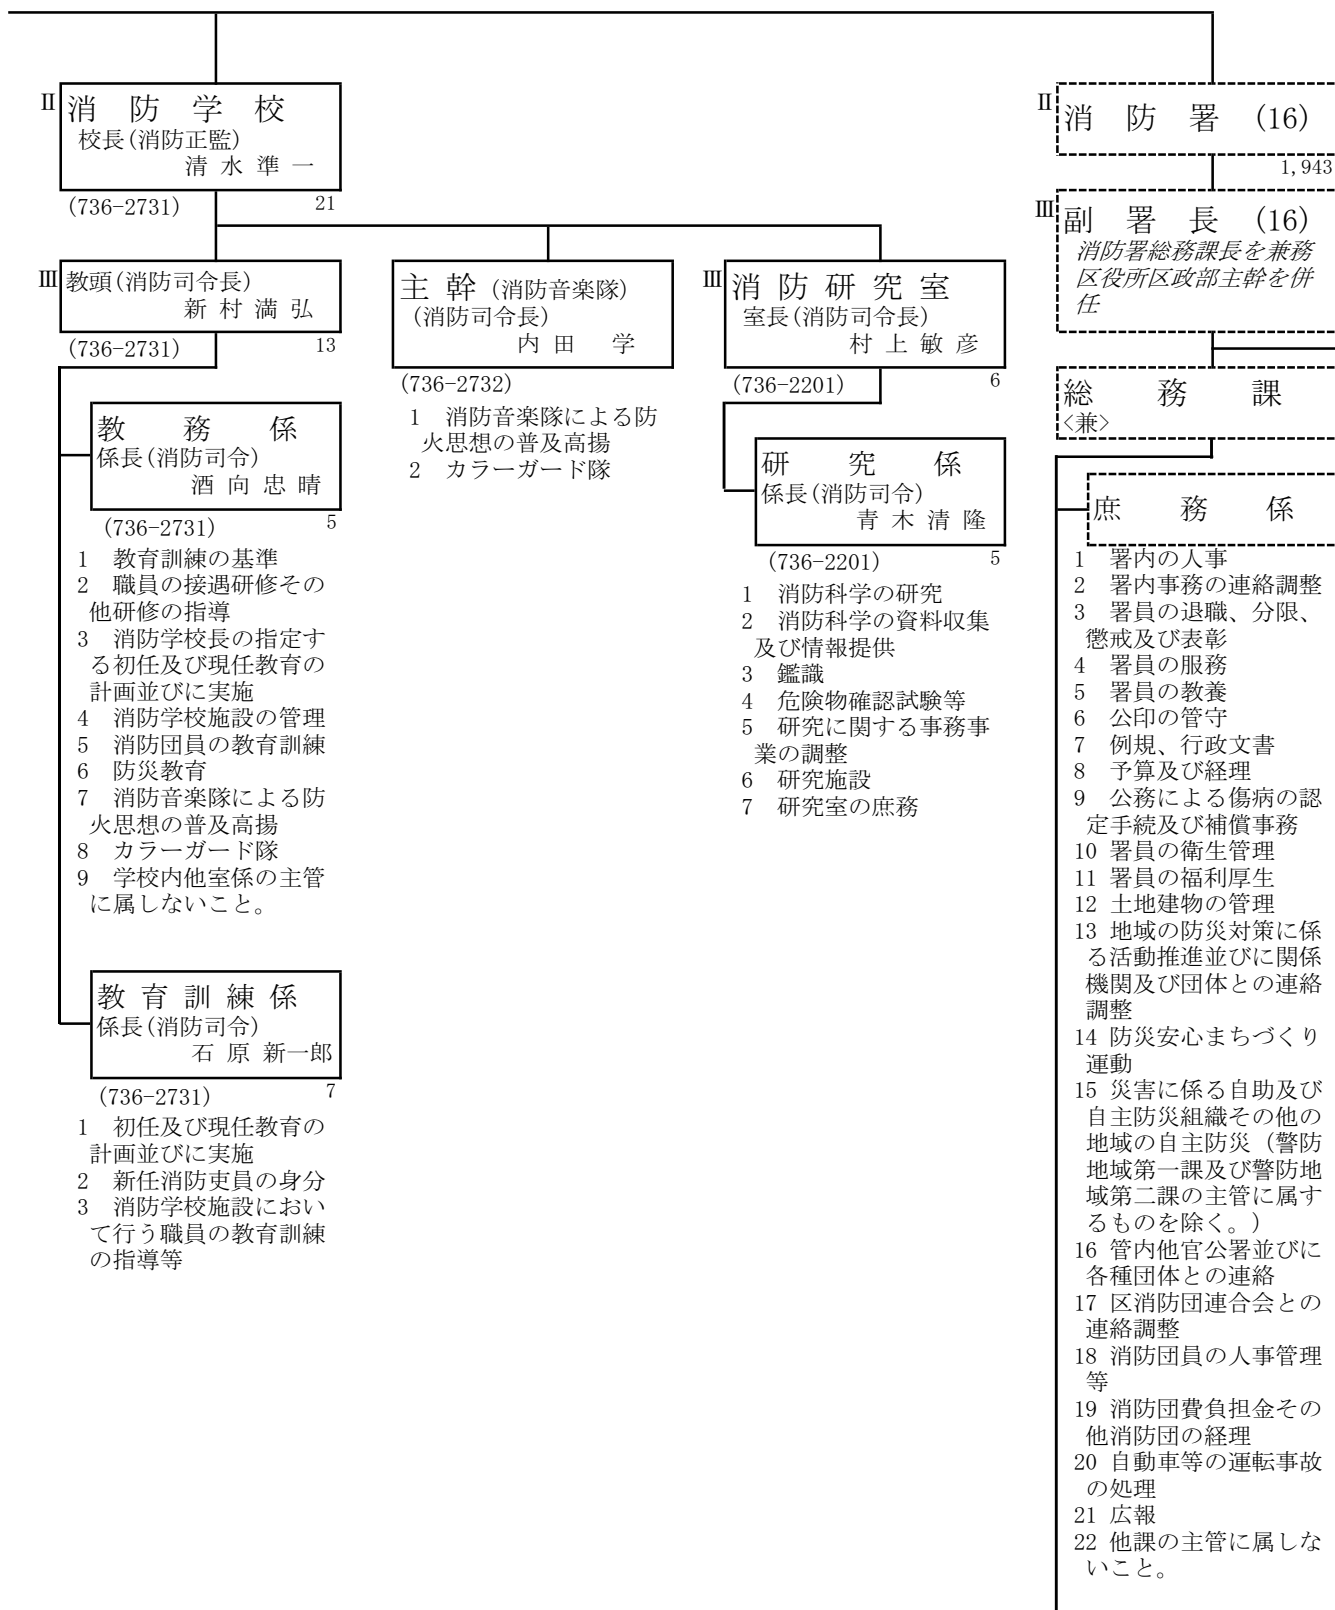 Ⅱ
消防学校
校長(消防正監)
清水準一
(736-2731)
21
Ⅲ
教頭(消防司令長)
新村満弘
(736-2731)
13
教務係
係長(消防司令)
酒向忠晴
(736-2731)
5
1 教育訓練の基準
2 職員の接遇研修その
他研修の指導
3 消防学校長の指定す
る初任及び現任教育の
計画並びに実施
4 消防学校施設の管理
5 消防団員の教育訓練
6 防災教育
7 消防音楽隊による防
火思想の普及高揚
8 カラーガード隊
9 学校内他室係の主管
に属しないこと。
教育訓練係
係長(消防司令)
石原新一郎
(736-2731)
7
1 初任及び現任教育の
計画並びに実施
2 新任消防吏員の身分
3 消防学校施設におい
て行う職員の教育訓練
の指導等
主幹(消防音楽隊)
(消防司令長)
内田 学
(736-2732)
1 消防音楽隊による防
火思想の普及高揚
2 カラーガード隊
Ⅲ
消防研究室
室長(消防司令長)
村上敏彦
(736-2201)
6
研究係
係長(消防司令)
青木清隆
(736-2201)
5
1 消防科学の研究
2 消防科学の資料収集
及び情報提供
3 鑑識
4 危険物確認試験等
5 研究に関する事務事
業の調整
6 研究施設
7 研究室の庶務
Ⅱ
消防署(16)
1,943
Ⅲ
副署長(16)
消防署総務課長を兼務
区役所区政部主幹を併
任
総務課
<兼>
庶務係
1 署内の人事
2 署内事務の連絡調整
3 署員の退職、分限、
懲戒及び表彰
4 署員の服務
5 署員の教養
6 公印の管守
7 例規、行政文書
8 予算及び経理
9 公務による傷病の認
定手続及び補償事務
10 署員の衛生管理
11 署員の福利厚生
12 土地建物の管理
13 地域の防災対策に係
る活動推進並びに関係
機関及び団体との連絡
調整
14 防災安心まちづくり
運動
15 災害に係る自助及び
自主防災組織その他の
地域の自主防災（警防
地域第一課及び警防地
域第二課の主管に属す
るものを除く。）
16 管内他官公署並びに
各種団体との連絡
17 区消防団連合会との
連絡調整
18 消防団員の人事管理
等
19 消防団費負担金その
他消防団の経理
20 自動車等の運転事故
の処理
21 広報
22 他課の主管に属しな
いこと。